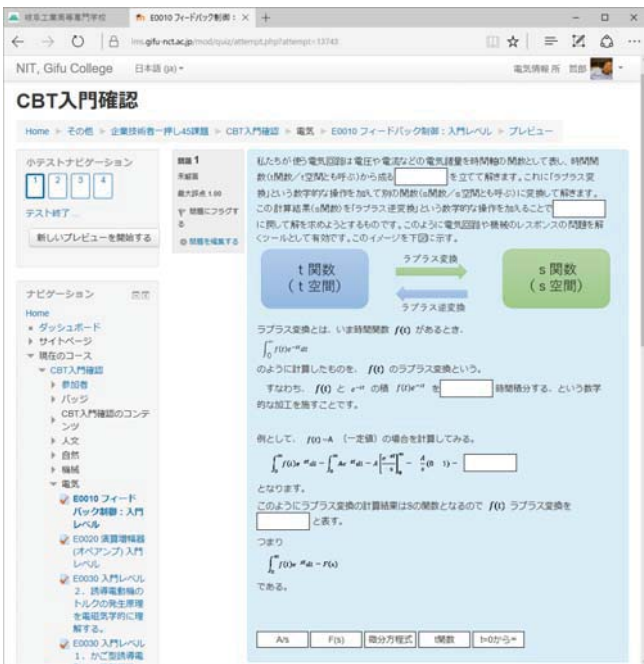 岐阜工業高等専門学校
E0010 フィードバック制御：
lms.gifu-nct.ac.jp/mod/quiz/attempt.php?attempt=13743
NIT, Gifu College
日本語 (ja)
電気情報 所 哲郎
CBT入門確認
Home
その他
企業技術者一押し45課題
CBT入門確認
電気
E0010 フィードバック制御：入門レベル
プレビュー
小テストナビゲーション
1 2 3 4
テスト終了 ...
新しいプレビューを開始する
問題 1
未解答
最大評点 1.00
問題にフラグする
問題を編集する
ナビゲーション
Home
ダッシュボード
サイトページ
現在のコース
CBT入門確認
参加者
バッジ
CBT入門確認のコンテンツ
人文
自然
機械
電気
E0010 フィードバック制御：入門レベル
E0020 演算増幅器(オペアンプ) 入門レベル
E0030 入門レベル２．誘導電動機のトルクの発生原理を電磁気学的に理解する。
E0030 入門レベル１．かご型誘導電
私たちが使う電気回路は電圧や電流などの電気諸量を時間軸の関数として表し、時間関
数(t関数／t空間とも呼ぶ)から成る を立てて解きます。これに「ラプラス変
換」という数学的な操作を加えて別の関数(s関数／s空間とも呼ぶ)に変換して解きます。
この計算結果(s関数)を「ラプラス逆変換」という数学的な操作を加えることで
に関して解を求めようとするものです。このように電気回路や機械のレスポンスの問題を解
くツールとして有効です。このイメージを下図に示す。
t 関数
( t 空間)
ラプラス変換
ラプラス逆変換
s 関数
( s 空間)
ラプラス変換とは、いま時間関数 f(t) があるとき、
∫₀^∞ f(t)e^-st dt
のように計算したものを、 f(t) のラプラス変換という。
すなわち、 f(t) と e^-st の積 f(t)e^-st を 時間積分する、という数学
的な加工を施すことです。
例として、 f(t)=A （一定値）の場合を計算してみる。
となります。
このようにラプラス変換の計算結果はSの関数となるので f(t) ラプラス変換を
と表す。
つまり
である。
A/s
F(s)
微分方程式
t関数
t=0から∞